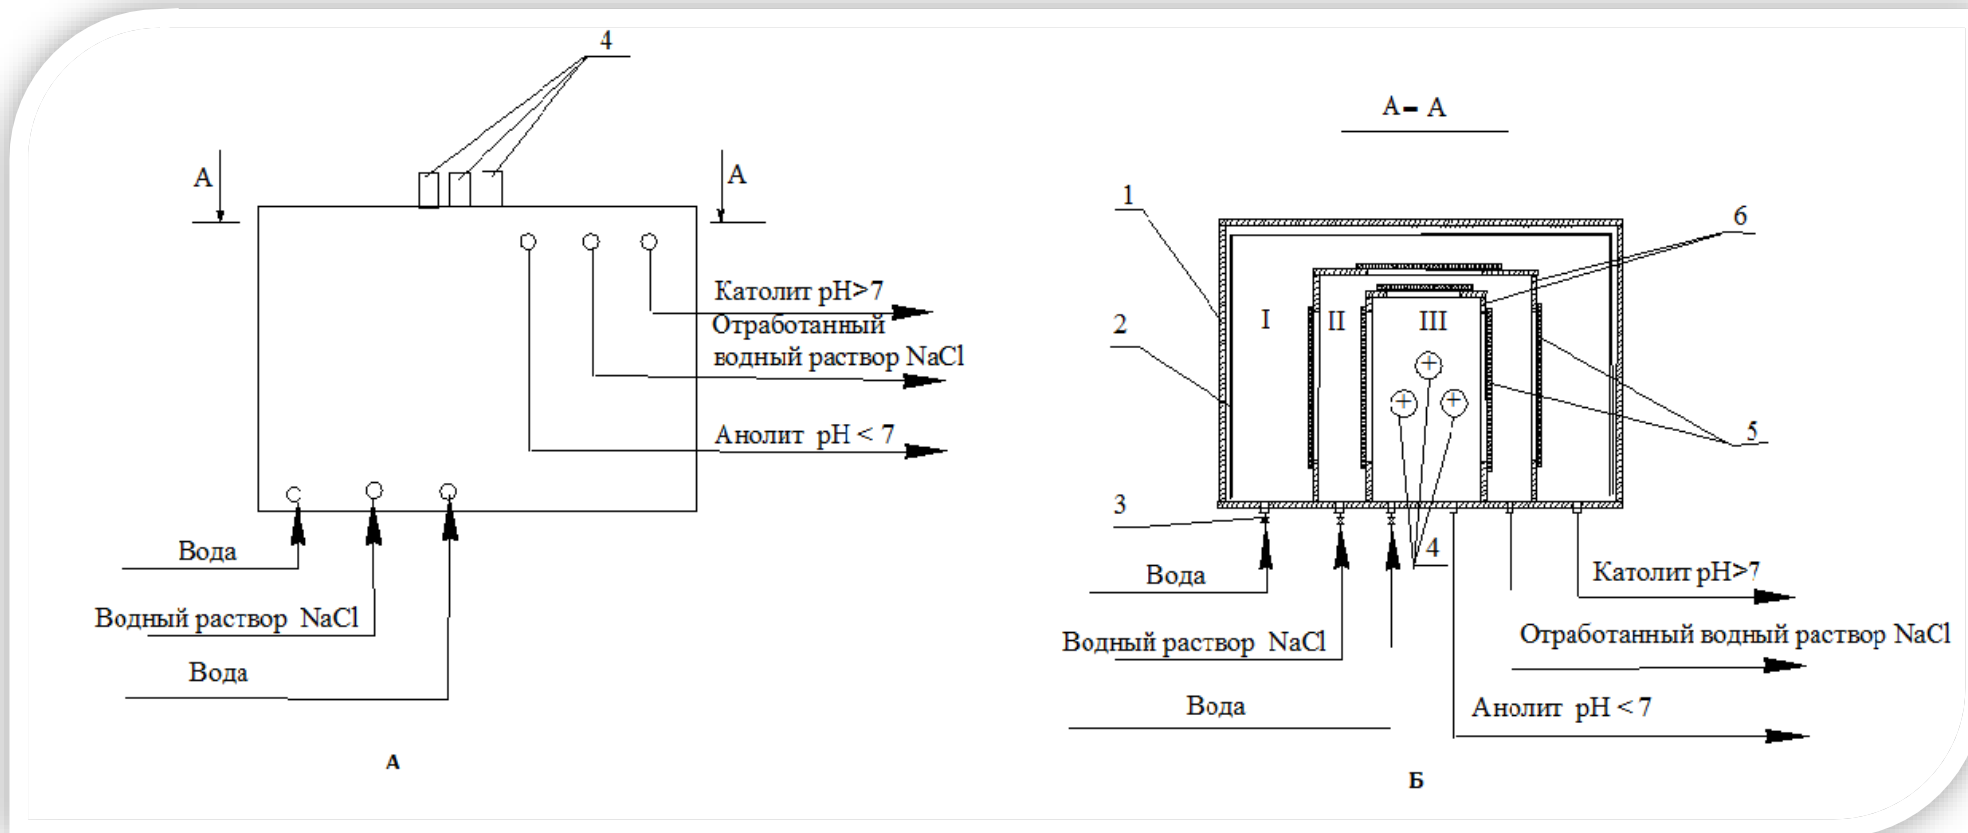 4
А
А
Католит pH>7
Отработанный
водный раствор NaCl
Анолит pH < 7
Вода
Водный раствор NaCl
Вода
А
А – А
1
6
2
I
II
III
+
+
+
5
3
4
Вода
Католит pH>7
Водный раствор NaCl
Отработанный водный раствор NaCl
Вода
Анолит pH < 7
Б